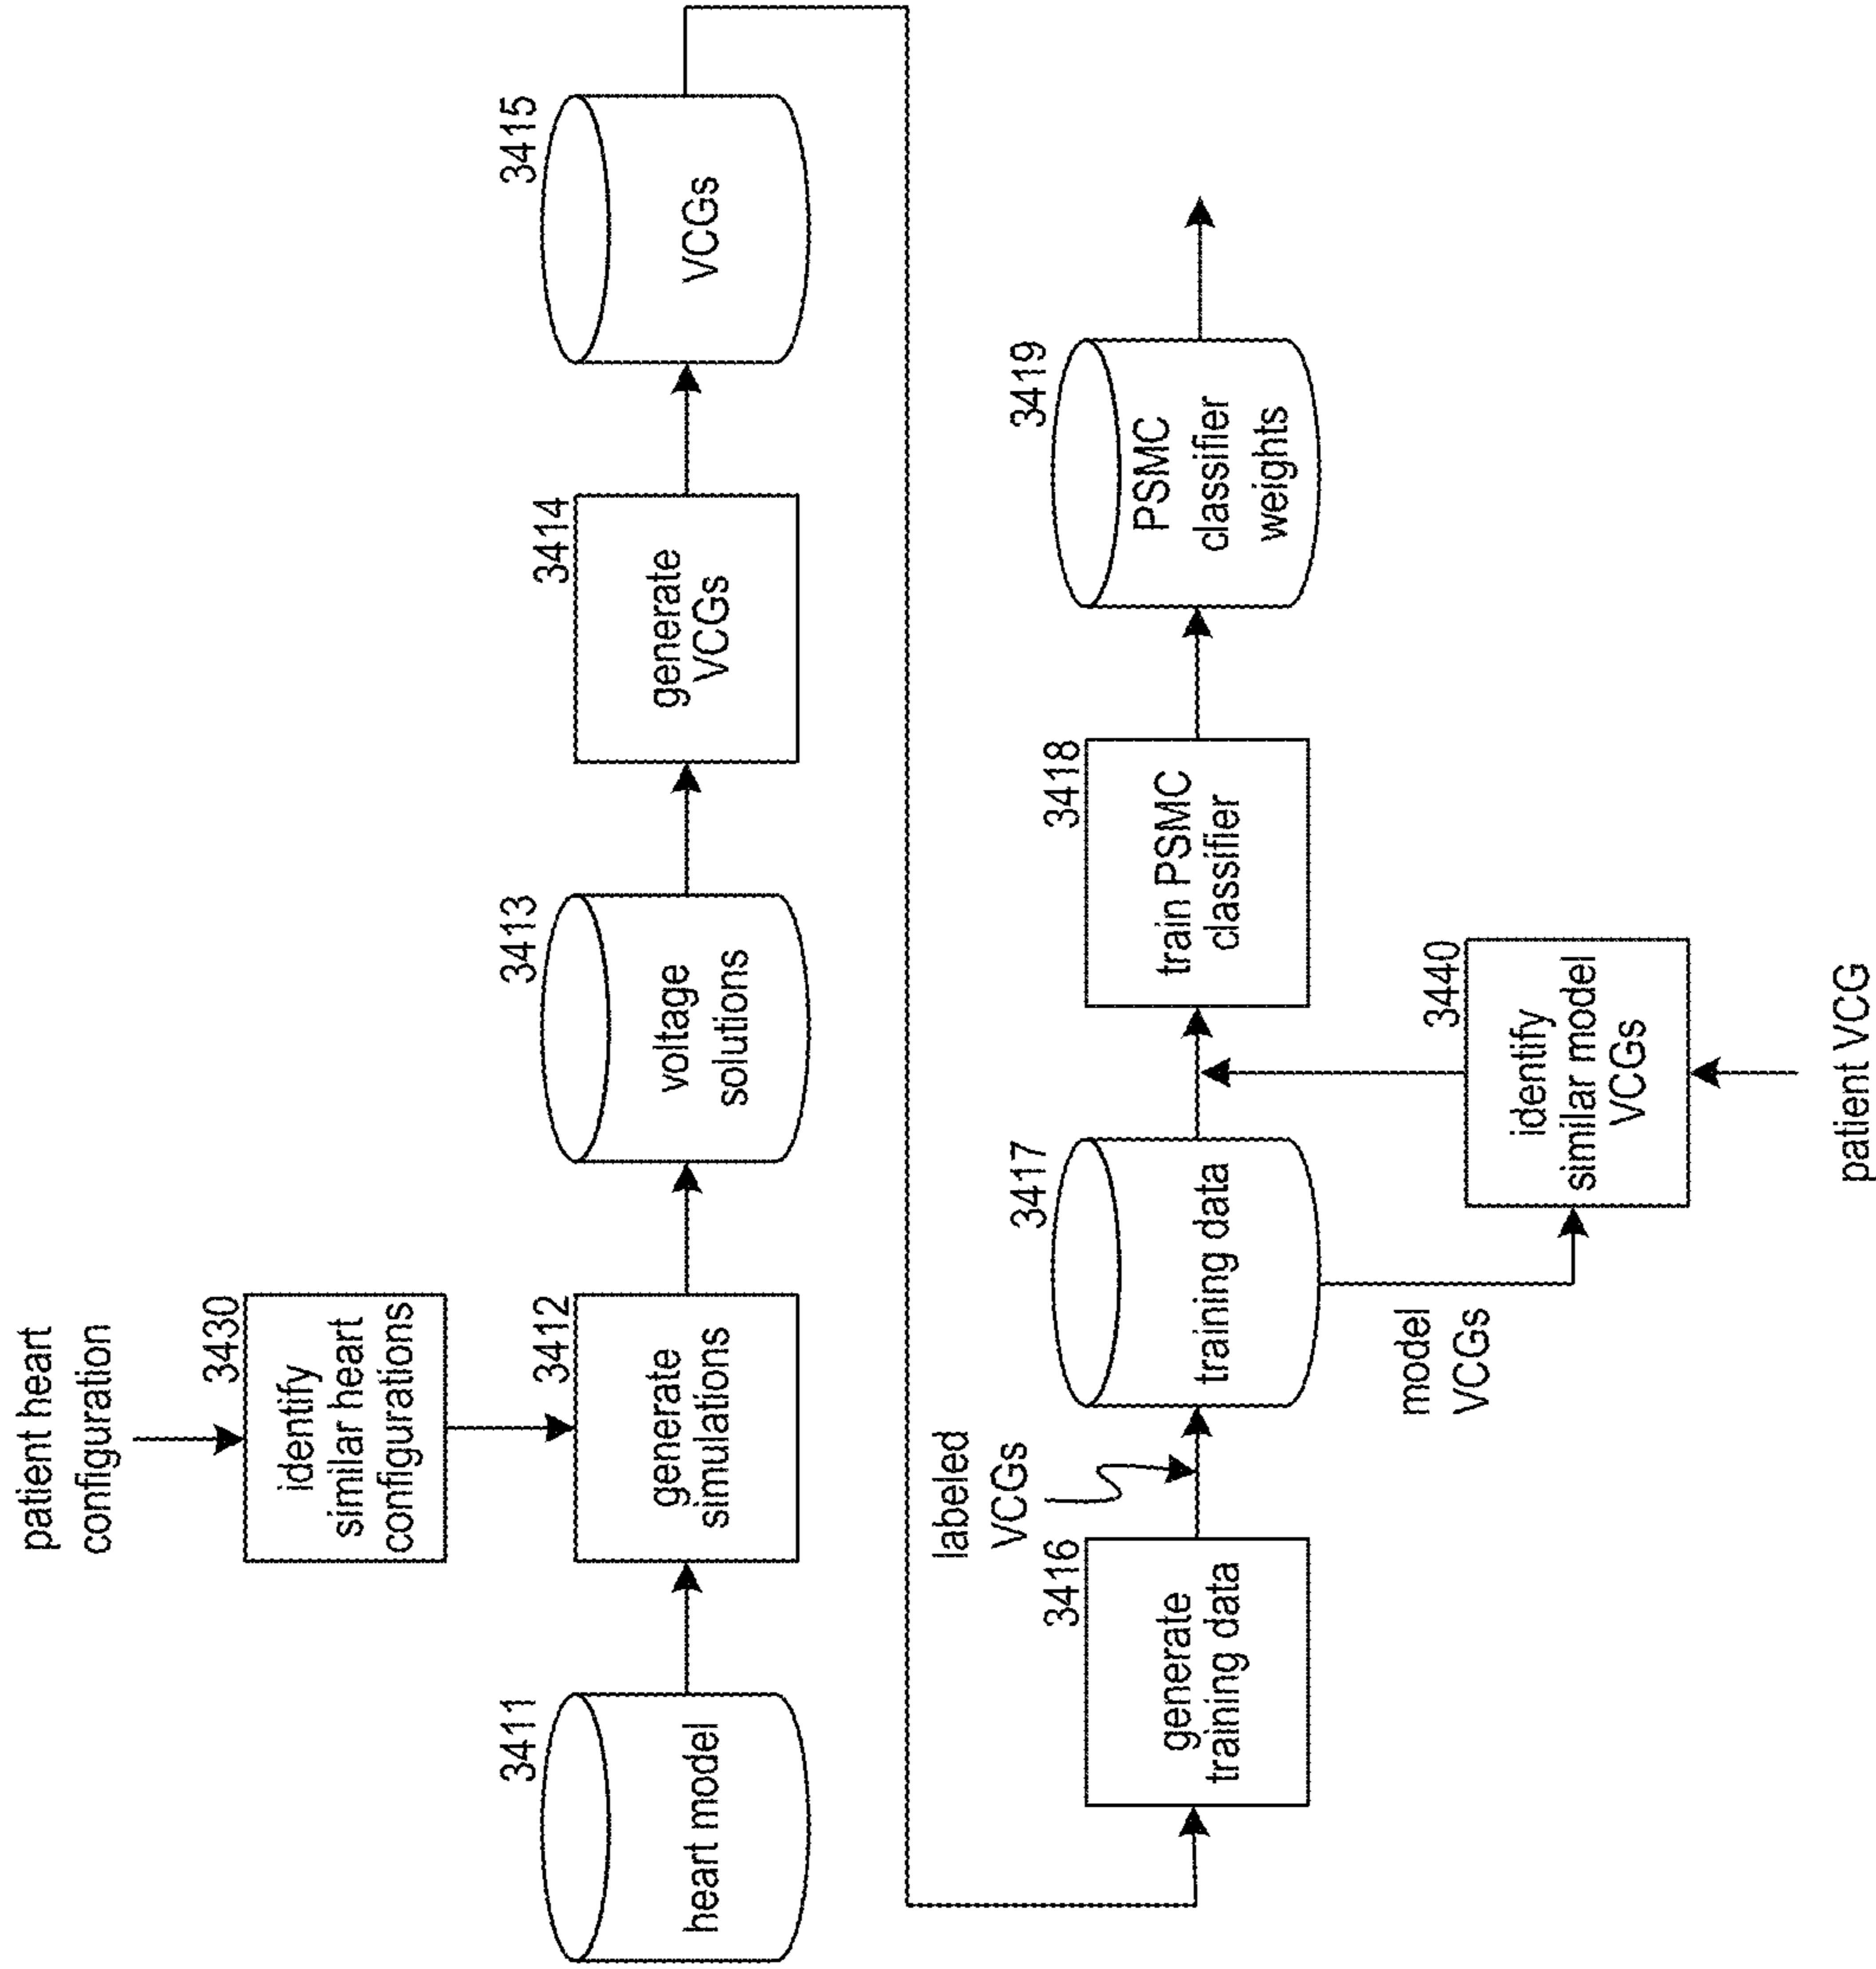 patient heart
configuration
3430
identify
similar heart
configurations
3411
heart model
3412
generate
simulations
3413
voltage
solutions
3414
generate
VCGs
3415
VCGs
3416
generate
training data
labeled
VCGs
3417
training data
model
VCGs
3440
identify
similar model
VCGs
patient VCG
3418
train PSMC
classifier
3419
PSMC
classifier
weights